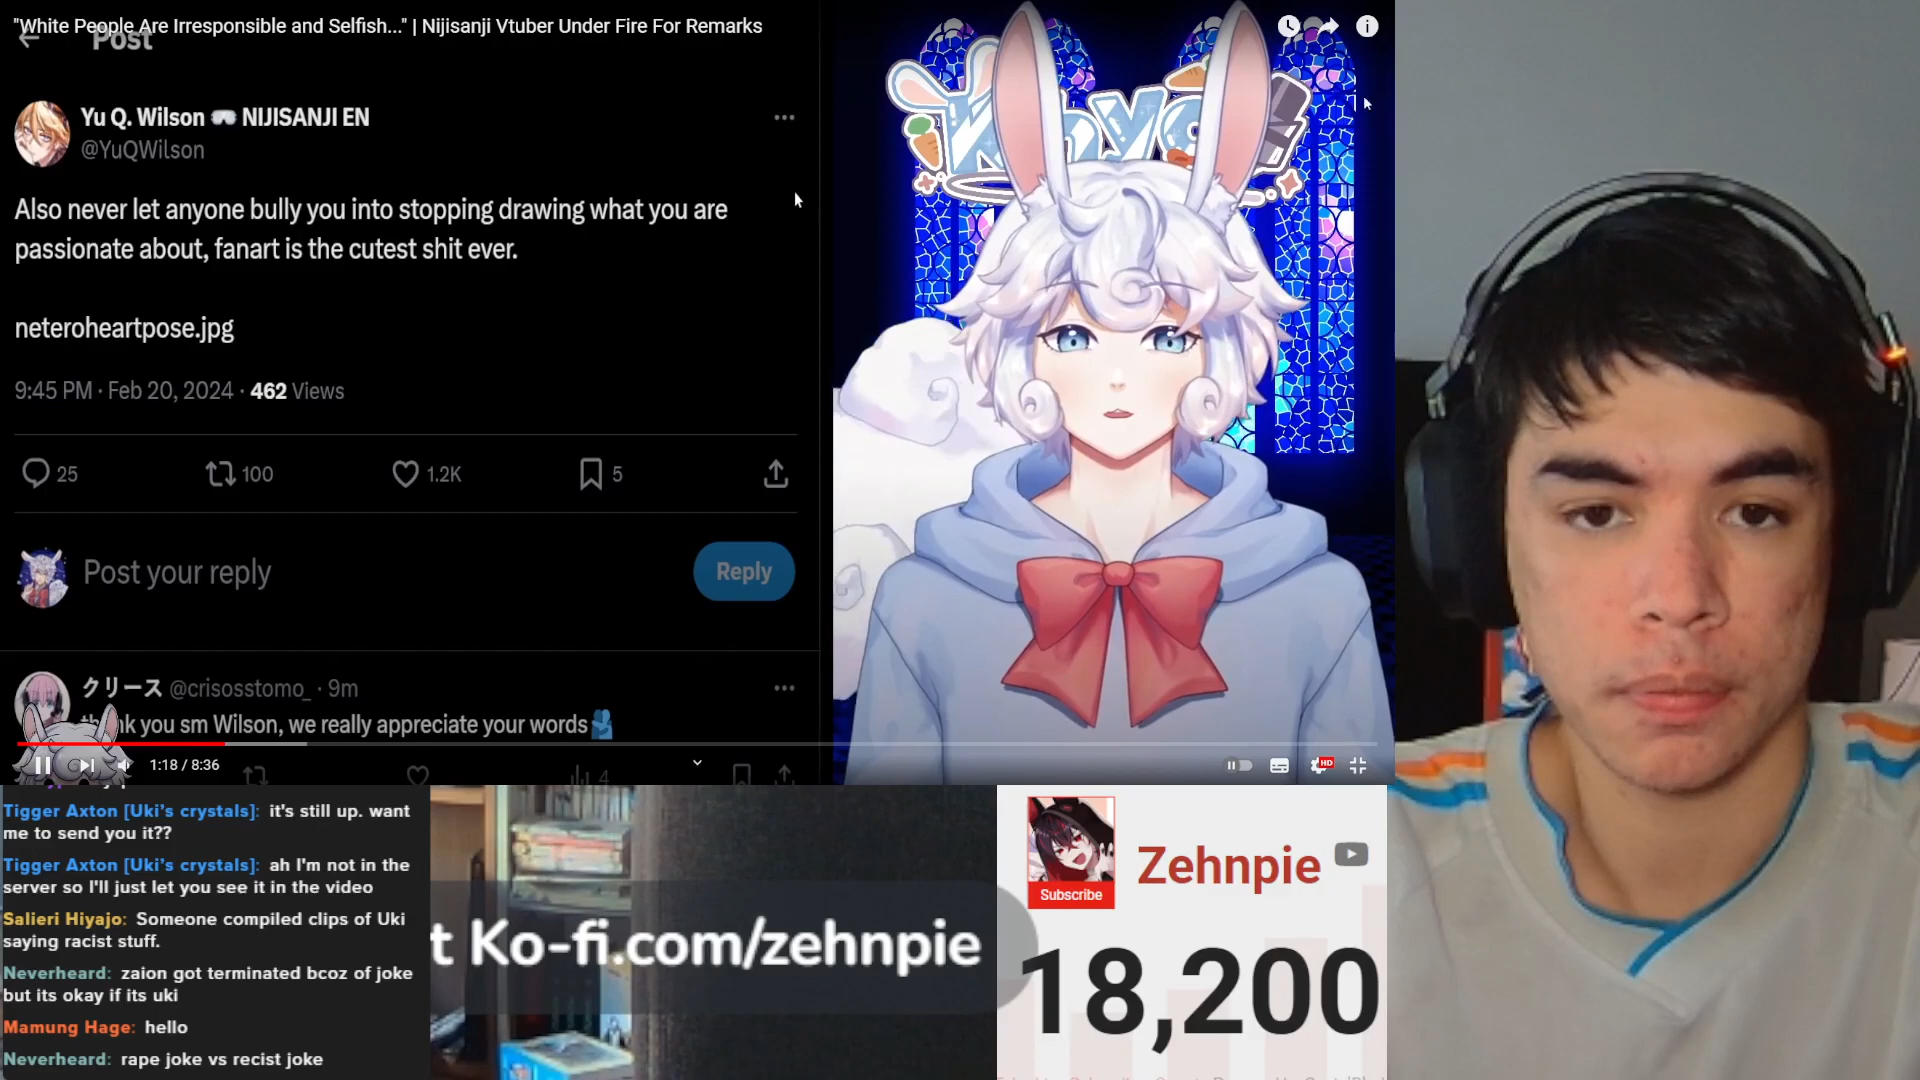 "White People Are Irresponsible and Selfish..." | Nijisanji Vtuber Under Fire For Remarks
Post
Yu Q. Wilson NIJISANJI EN
@YuQWilson
Also never let anyone bully you into stopping drawing what you are
passionate about, fanart is the cutest shit ever.
neteroheartpose.jpg
9:45 PM · Feb 20, 2024 · 462 Views
25 100 1.2K 5
Post your reply
Reply
クリース @crisosstomo_ · 9m
you sm Wilson, we really appreciate your words
1:18 / 8:36
4
HD
Tigger Axton [Uki's crystals]: it's still up. want
me to send you it??
Tigger Axton [Uki's crystals]: ah I'm not in the
server so I'll just let you see it in the video
Salieri Hiyajo: Someone compiled clips of Uki
saying racist stuff.
Neverheard: zaion got terminated bcoz of joke
but its okay if its uki
Mamung Hage: hello
Neverheard: rape joke vs recist joke
t Ko-fi.com/zehnpie
Subscribe
Zehnpie
18,200